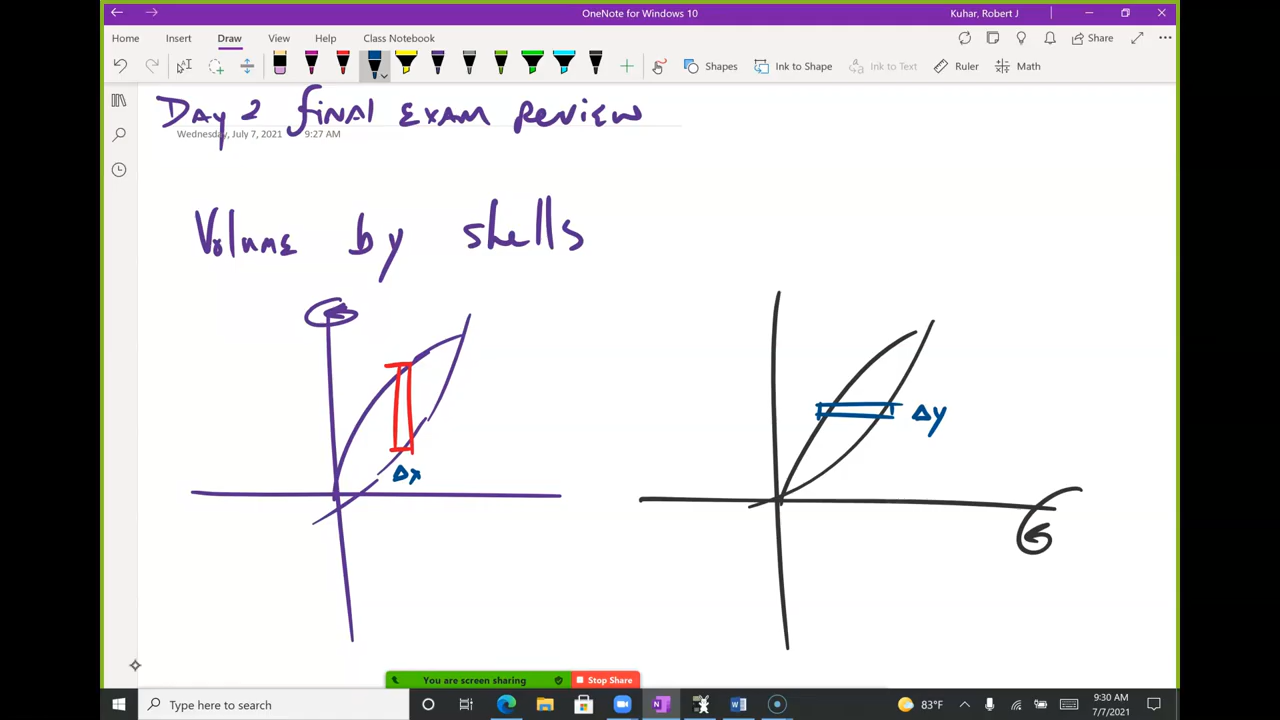 OneNote for Windows 10
Kuhar, Robert J
Home Insert Draw View Help Class Notebook
Share
Shapes Ink to Shape Ink to Text Ruler Math
Day 2 final exam review
Wednesday, July 7, 2021 9:27 AM
Volume by shells
Δx
Δy
You are screen sharing Stop Share
Type here to search
83°F
9:30 AM
7/7/2021